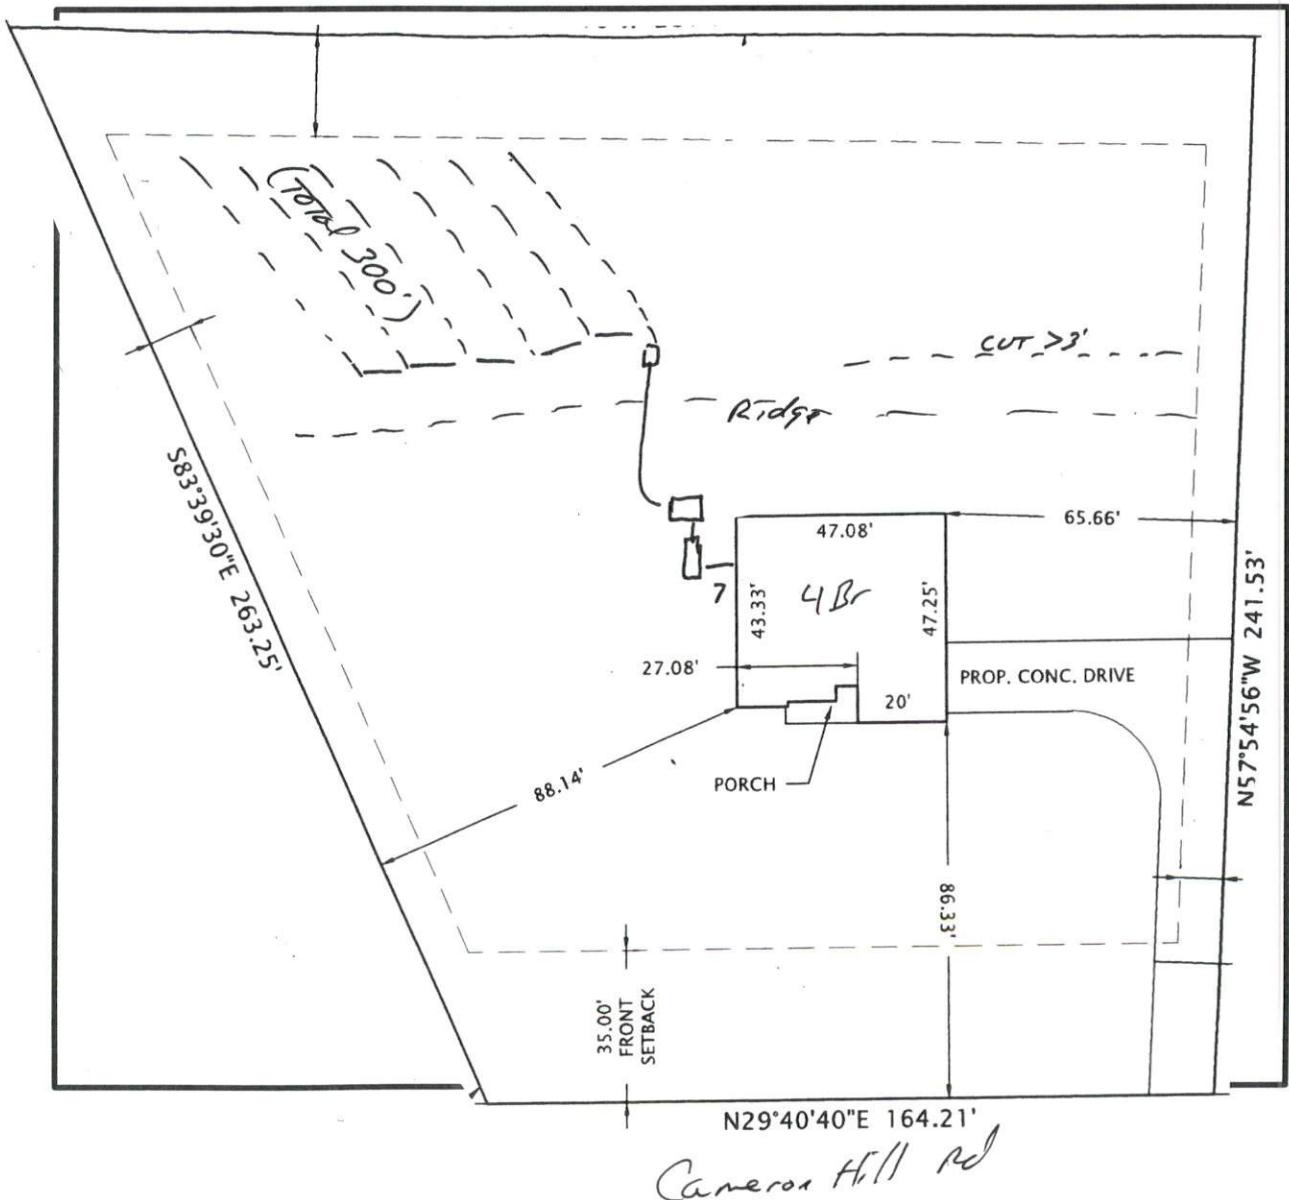 (Total 300')
CUT >3'
Ridge
S83°39'30"E 263.25'
47.08'
65.66'
7
43.33'
4 Br
47.25'
N57°54'56"W 241.53'
27.08'
20'
PROP. CONC. DRIVE
PORCH
88.14'
86.33'
35.00'
FRONT
SETBACK
N29°40'40"E 164.21'
Cameron Hill Rd